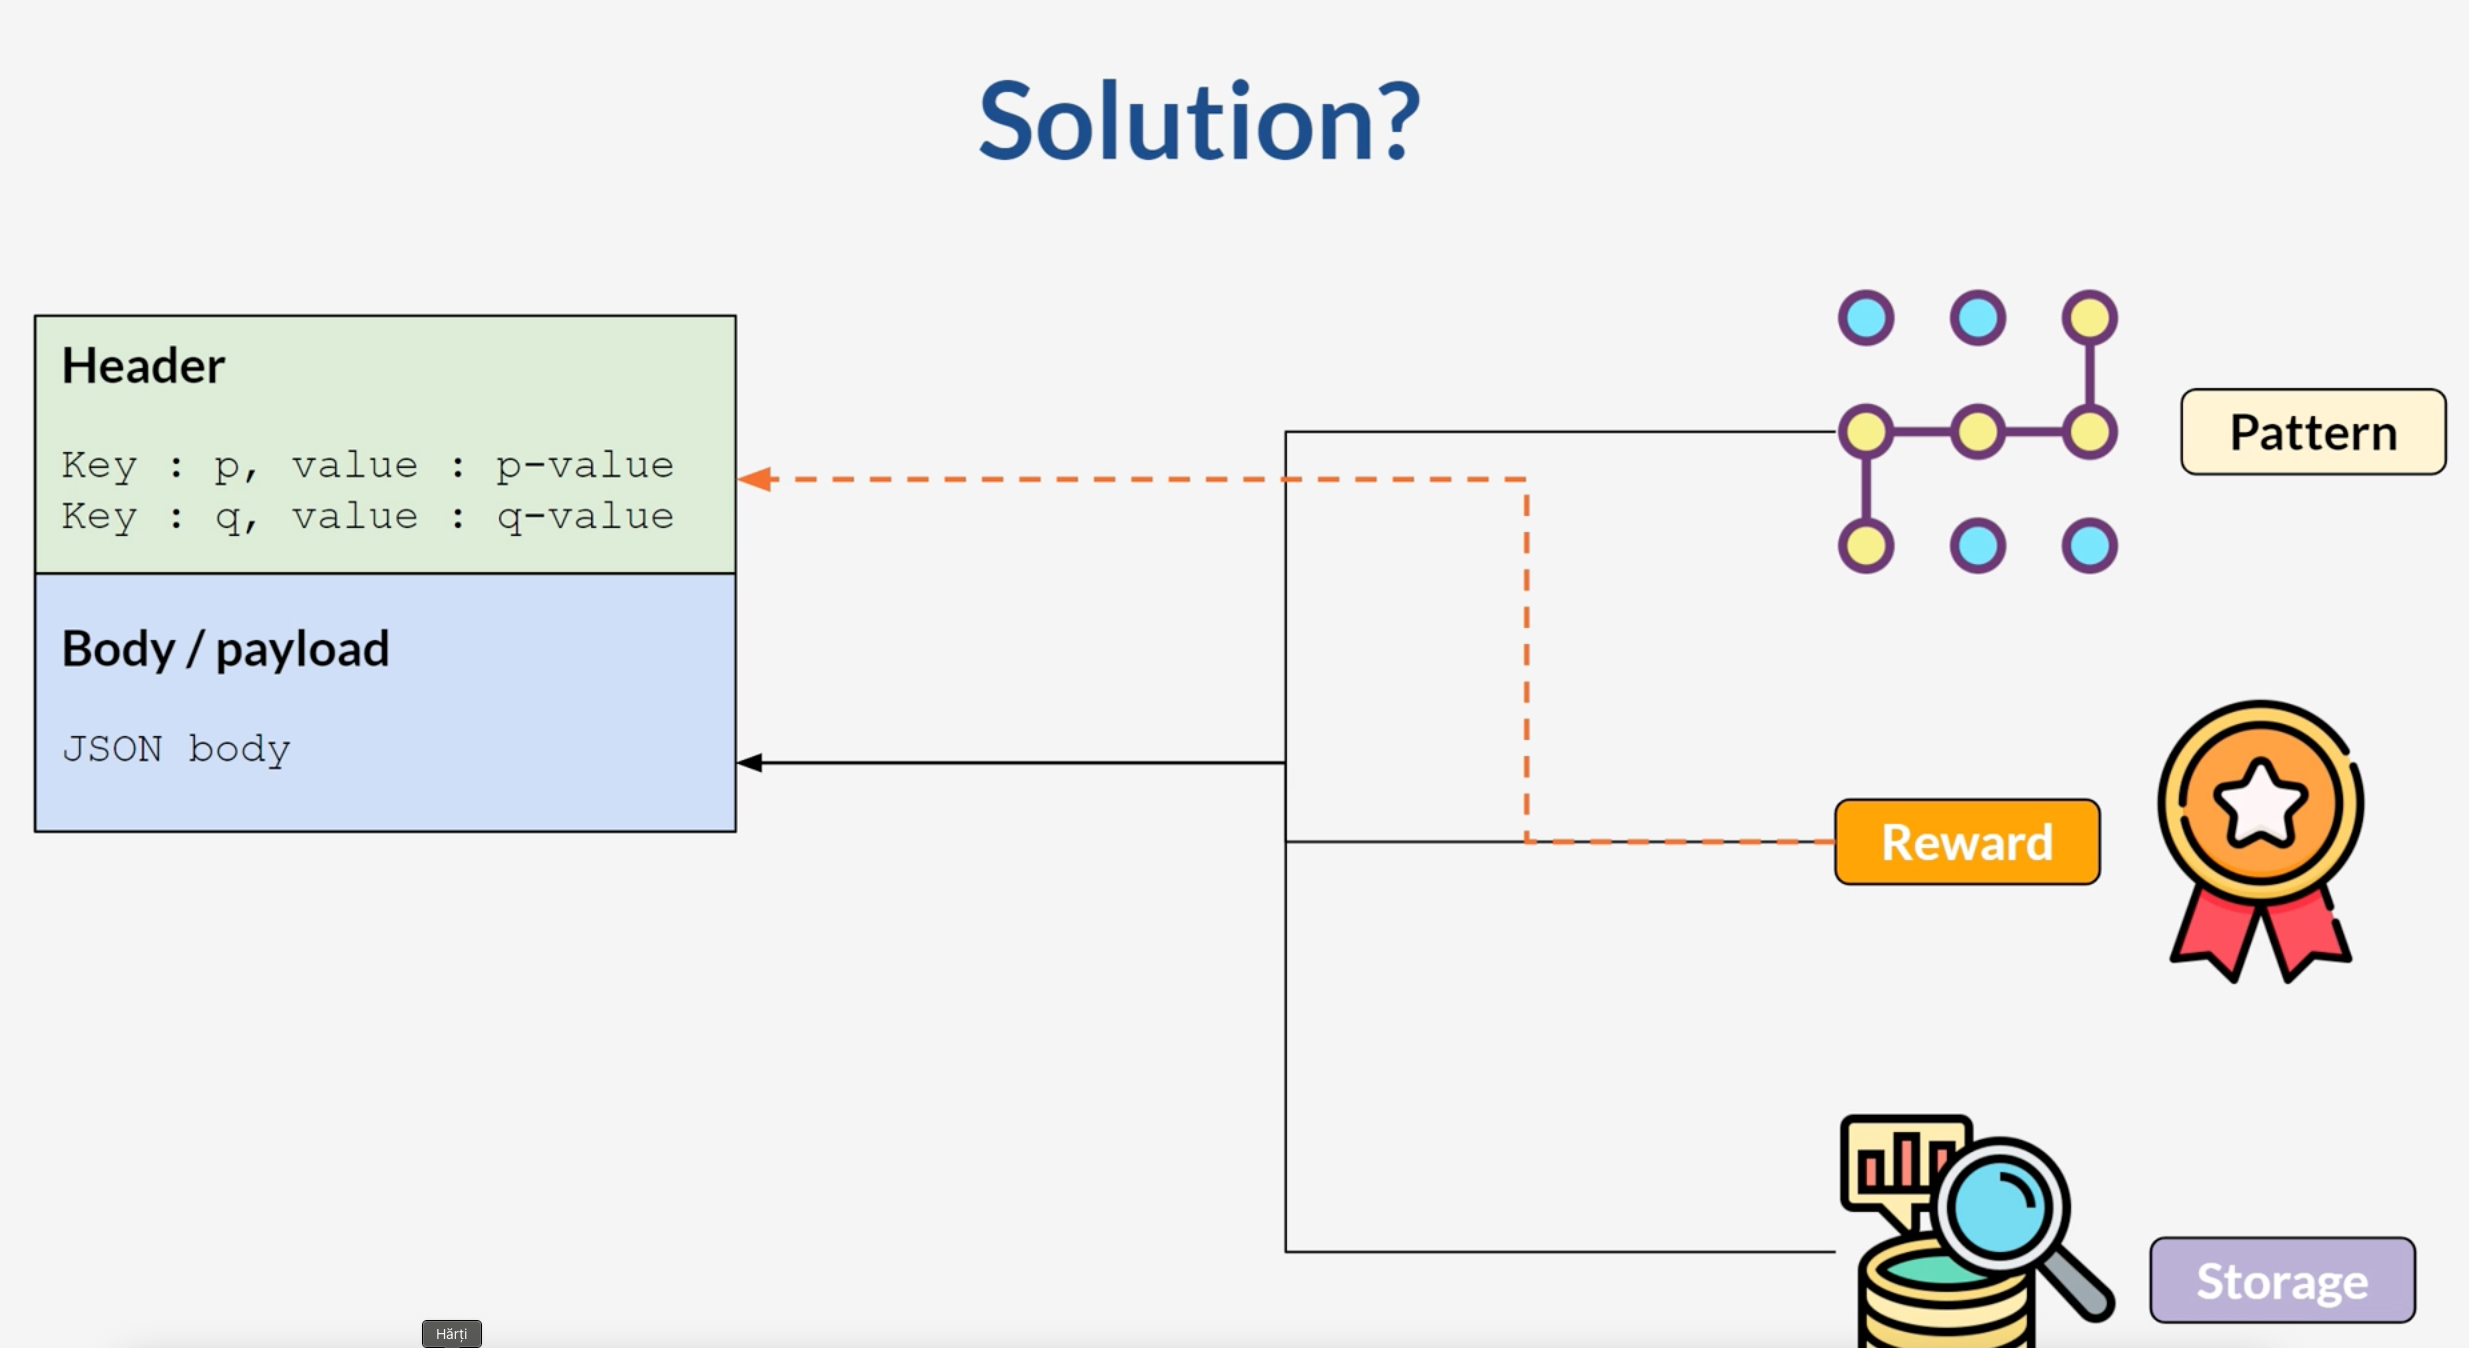 Solution?
Header
Key : p, value : p-value
Key : q, value : q-value
Body / payload
JSON body
Pattern
Reward
Storage
Hărți